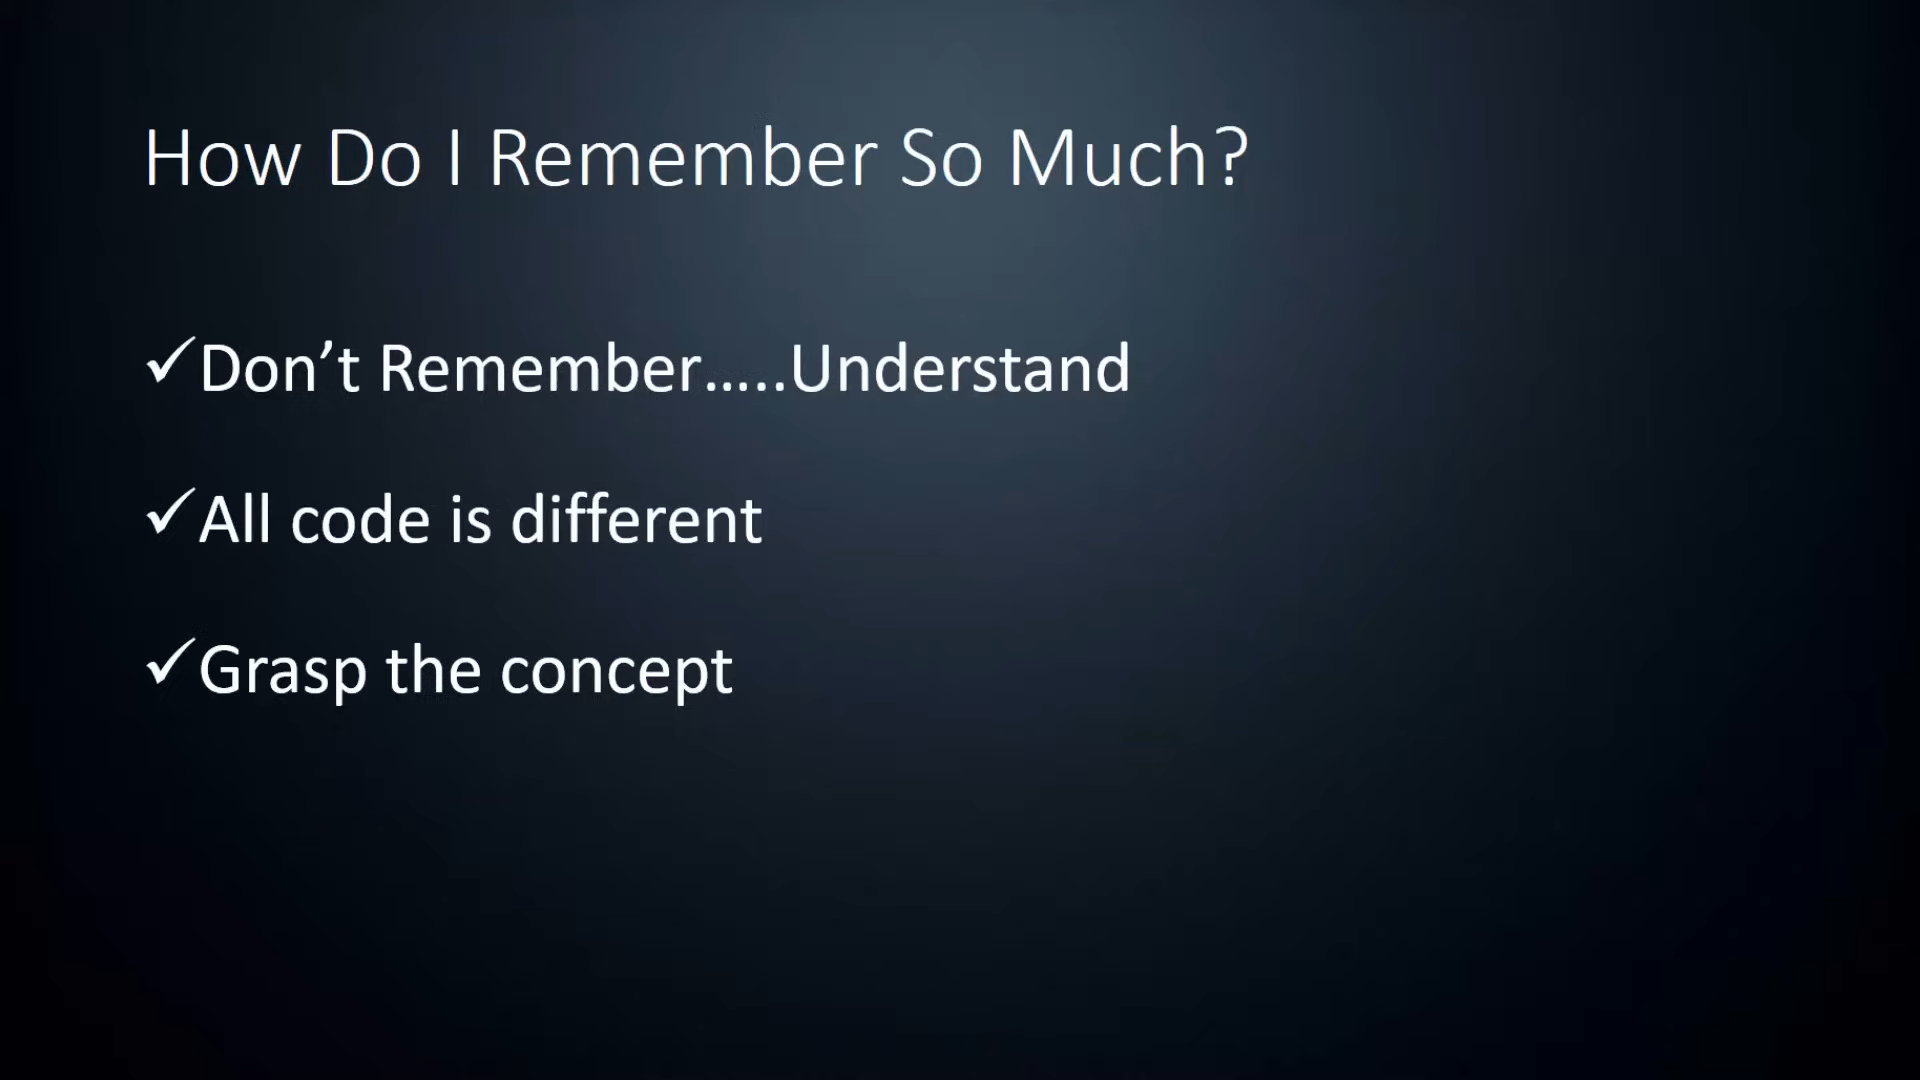 How Do I Remember So Much?
✓Don’t Remember.....Understand
✓All code is different
✓Grasp the concept